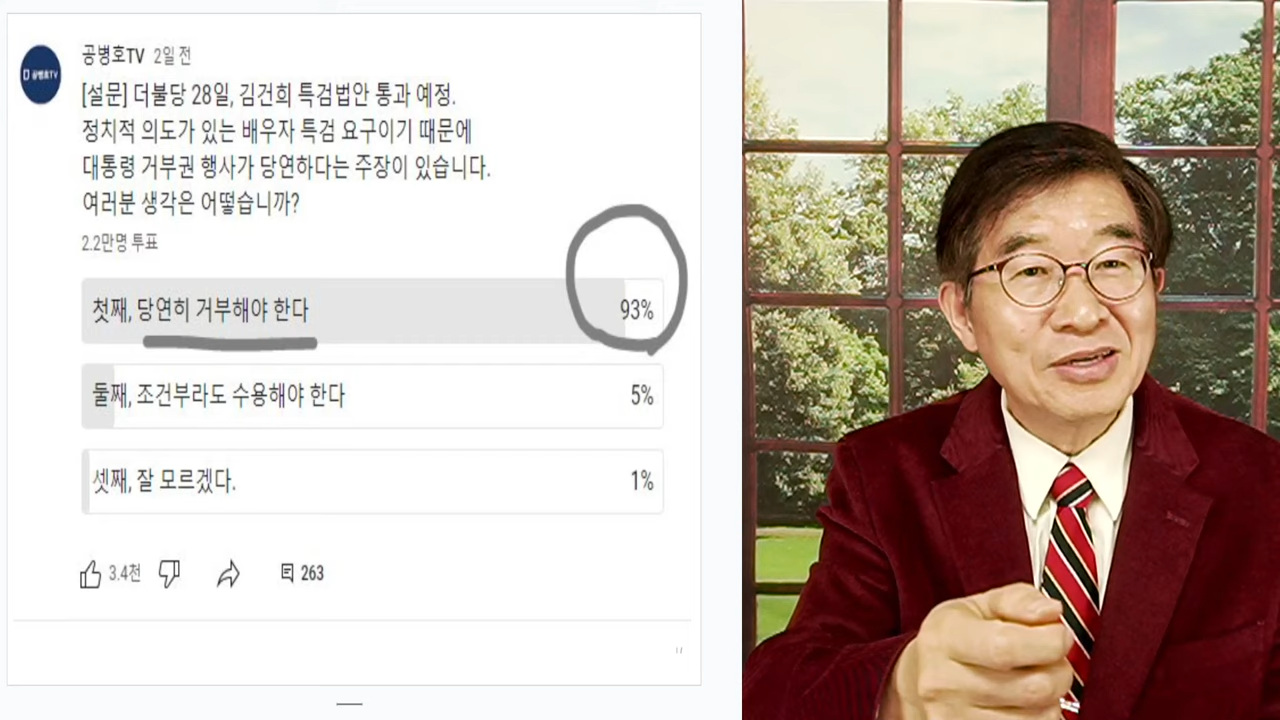 공병호TV
공병호TV 2일 전
[설문] 더불당 28일, 김건희 특검법안 통과 예정.
정치적 의도가 있는 배우자 특검 요구이기 때문에
대통령 거부권 행사가 당연하다는 주장이 있습니다.
여러분 생각은 어떻습니까?
2.2만명 투표
첫째, 당연히 거부해야 한다 93%
둘째, 조건부라도 수용해야 한다 5%
셋째, 잘 모르겠다. 1%
3.4천 263